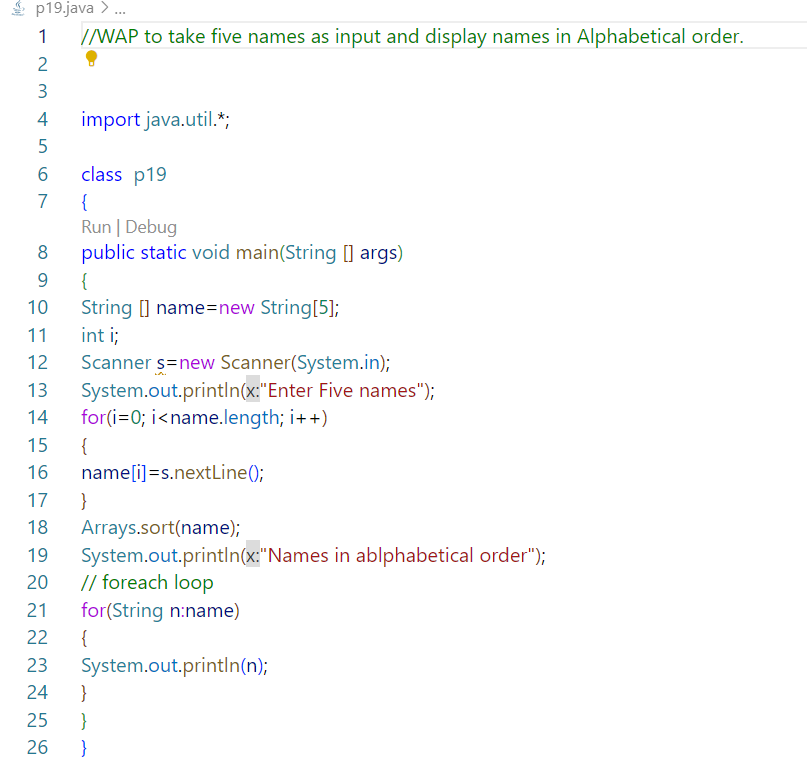 p19.java > ...
1 //WAP to take five names as input and display names in Alphabetical order.
2
3
4 import java.util.*;
5
6 class  p19
7 {
Run | Debug
8 public static void main(String [] args)
9 {
10 String [] name=new String[5];
11 int i;
12 Scanner s=new Scanner(System.in);
13 System.out.println(x:"Enter Five names");
14 for(i=0; i<name.length; i++)
15 {
16 name[i]=s.nextLine();
17 }
18 Arrays.sort(name);
19 System.out.println(x:"Names in ablphabetical order");
20 // foreach loop
21 for(String n:name)
22 {
23 System.out.println(n);
24 }
25 }
26 }